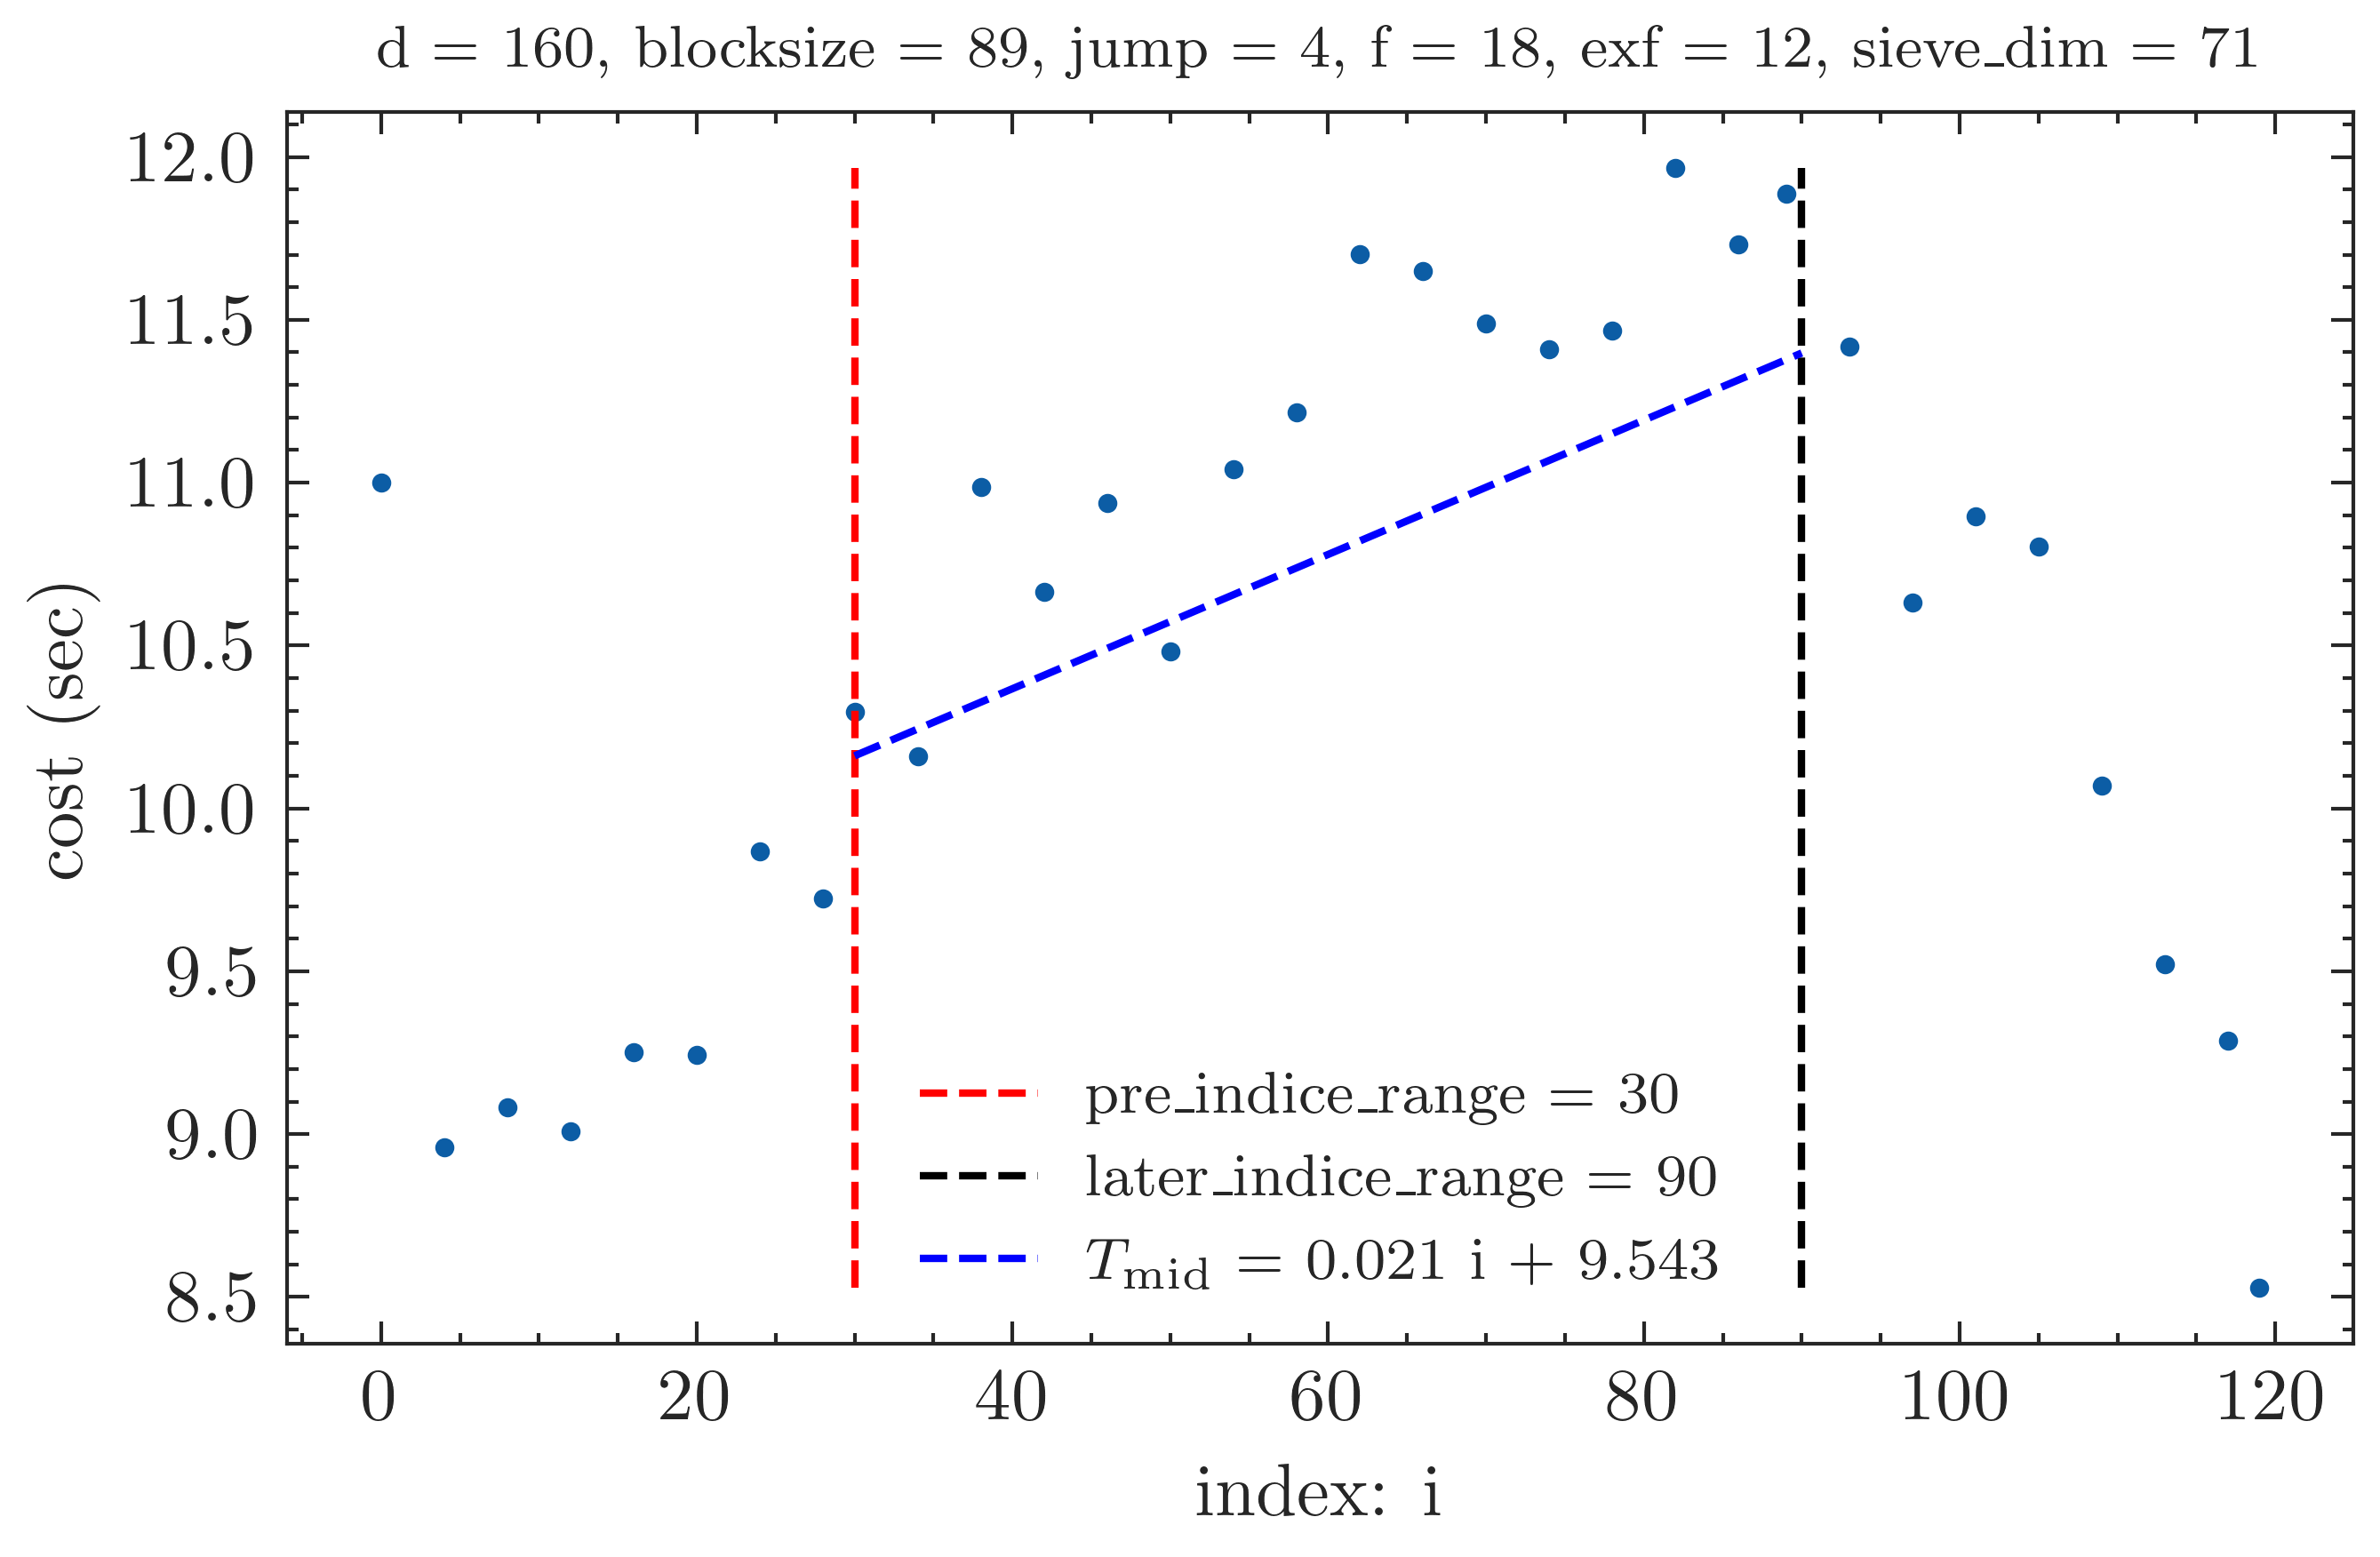 d = 160, blocksize = 89, jump = 4, f = 18, exf = 12, sieve_dim = 71
12.0
11.5
11.0
10.5
10.0
9.5
9.0
8.5
cost (sec)
pre_indice_range = 30
later_indice_range = 90
T_mid = 0.021 i + 9.543
0 20 40 60 80 100 120
index: i